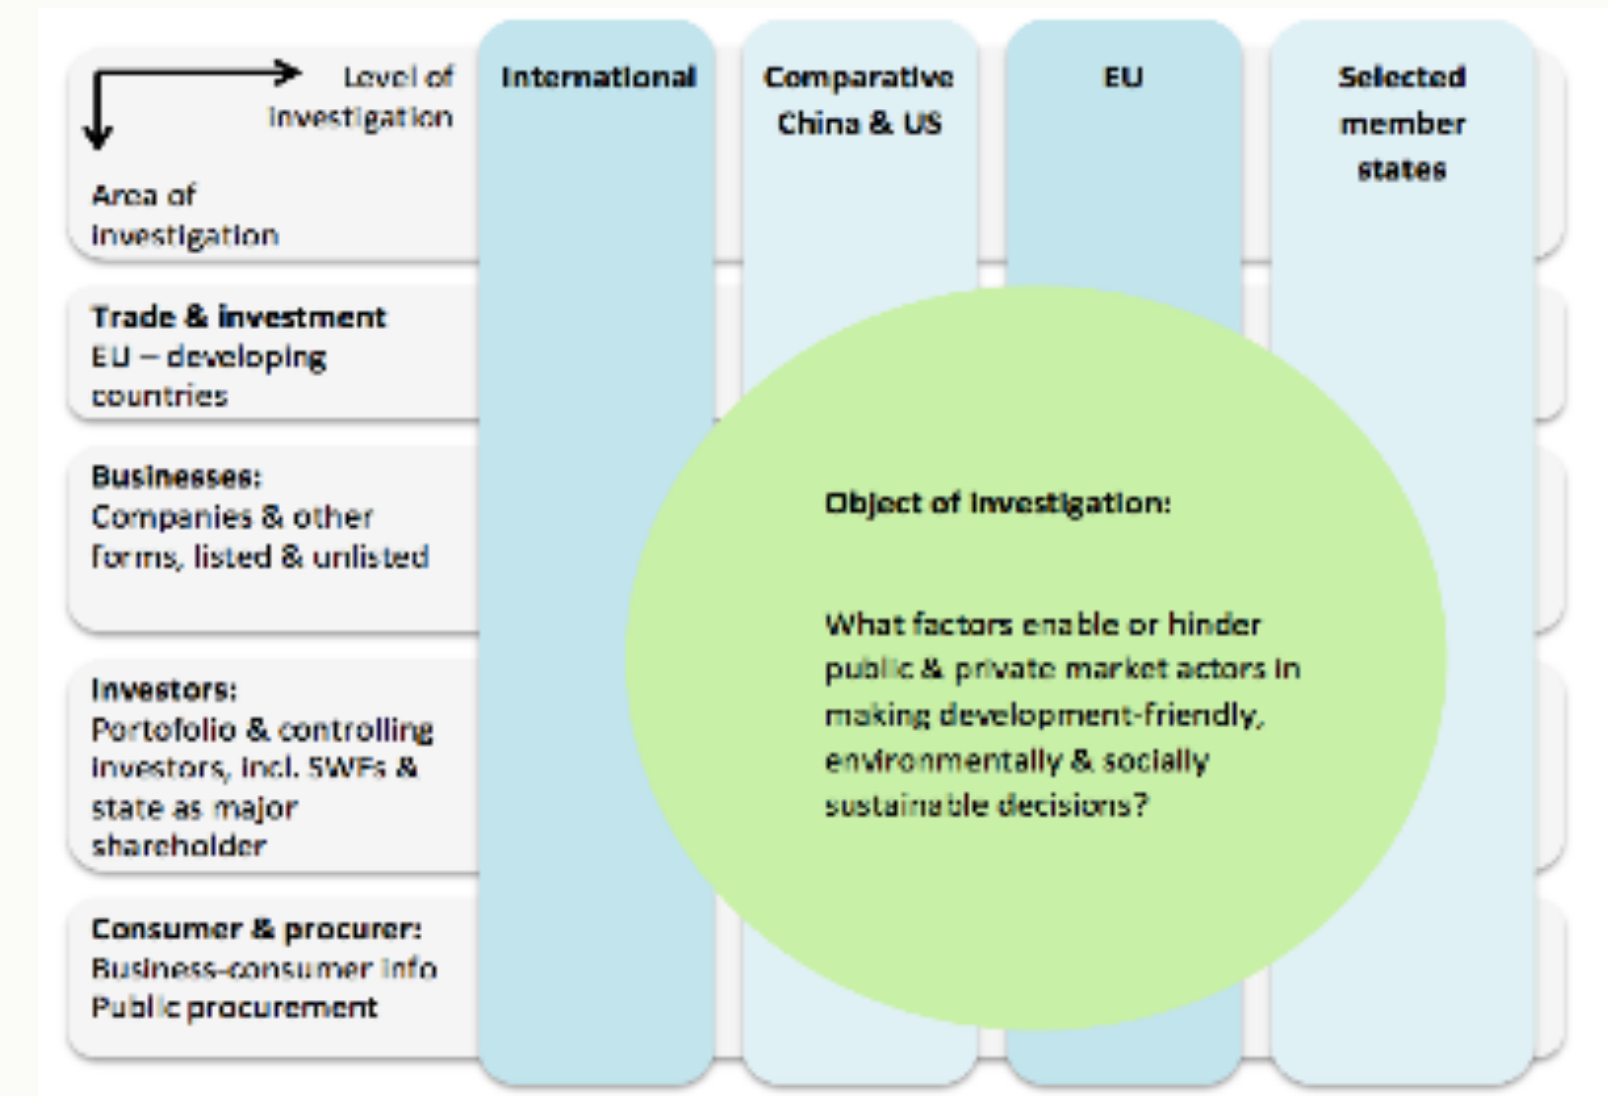 Level of
investigation
Area of
investigation
International
Comparative
China & US
EU
Selected
member
states
Trade & investment
EU – developing
countries
Businesses:
Companies & other
forms, listed & unlisted
Investors:
Portofolio & controlling
investors, incl. SWFs &
state as major
shareholder
Consumer & procurer:
Business-consumer info
Public procurement
Object of investigation:
What factors enable or hinder
public & private market actors in
making development-friendly,
environmentally & socially
sustainable decisions?